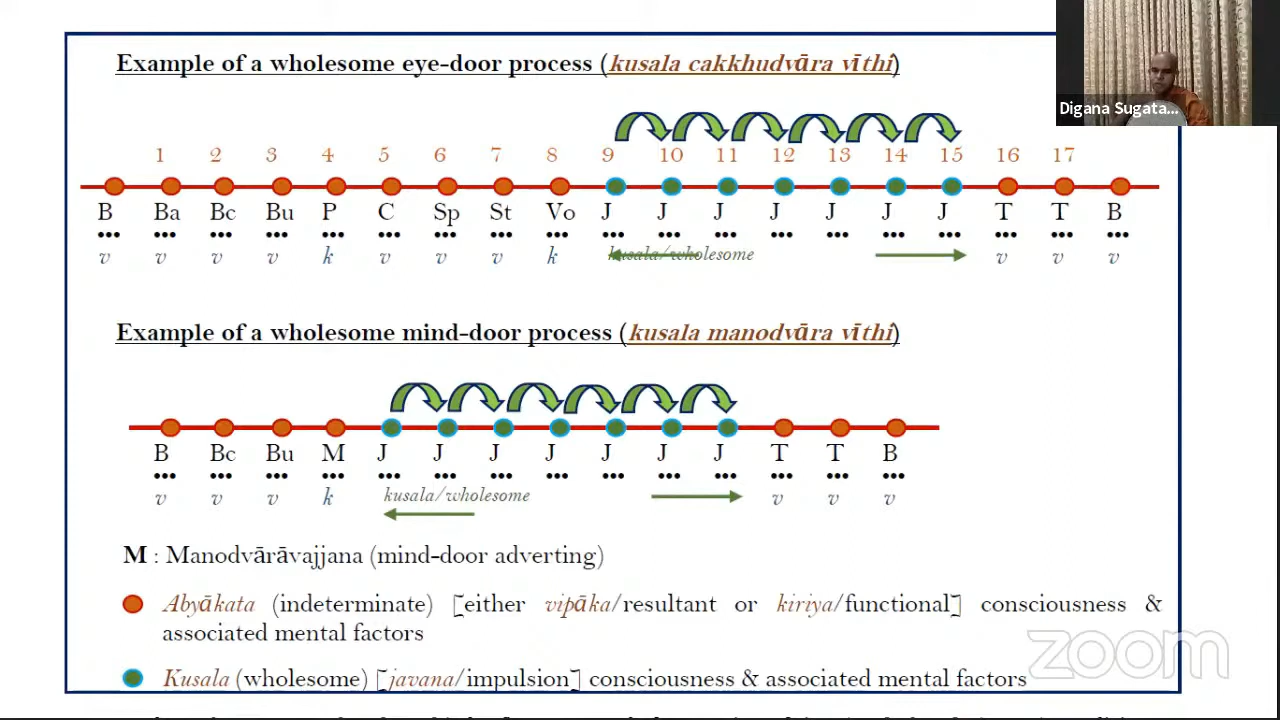 Example of a wholesome eye-door process (kusala cakkhudvāra vīthi)
Digana Sugata...
1 2 3 4 5 6 7 8 9 10 11 12 13 14 15 16 17
B Ba Bc Bu P C Sp St Vo J J J J J J J T T B
... ... ... ... ... ... ... ... ... ... ... ... ... ... ... ... ... ... ...
v v v v k v v v k kusala/wholesome v v v
Example of a wholesome mind-door process (kusala manodvāra vīthi)
B Bc Bu M J J J J J J J T T B
... ... ... ... ... ... ... ... ... ... ... ... ... ...
v v v k kusala/wholesome v v v
M : Manodvārāvajjana (mind-door adverting)
Abyākata (indeterminate) [either vipāka/resultant or kiriya/functional] consciousness &
associated mental factors
Kusala (wholesome) [javana/impulsion] consciousness & associated mental factors
zoom